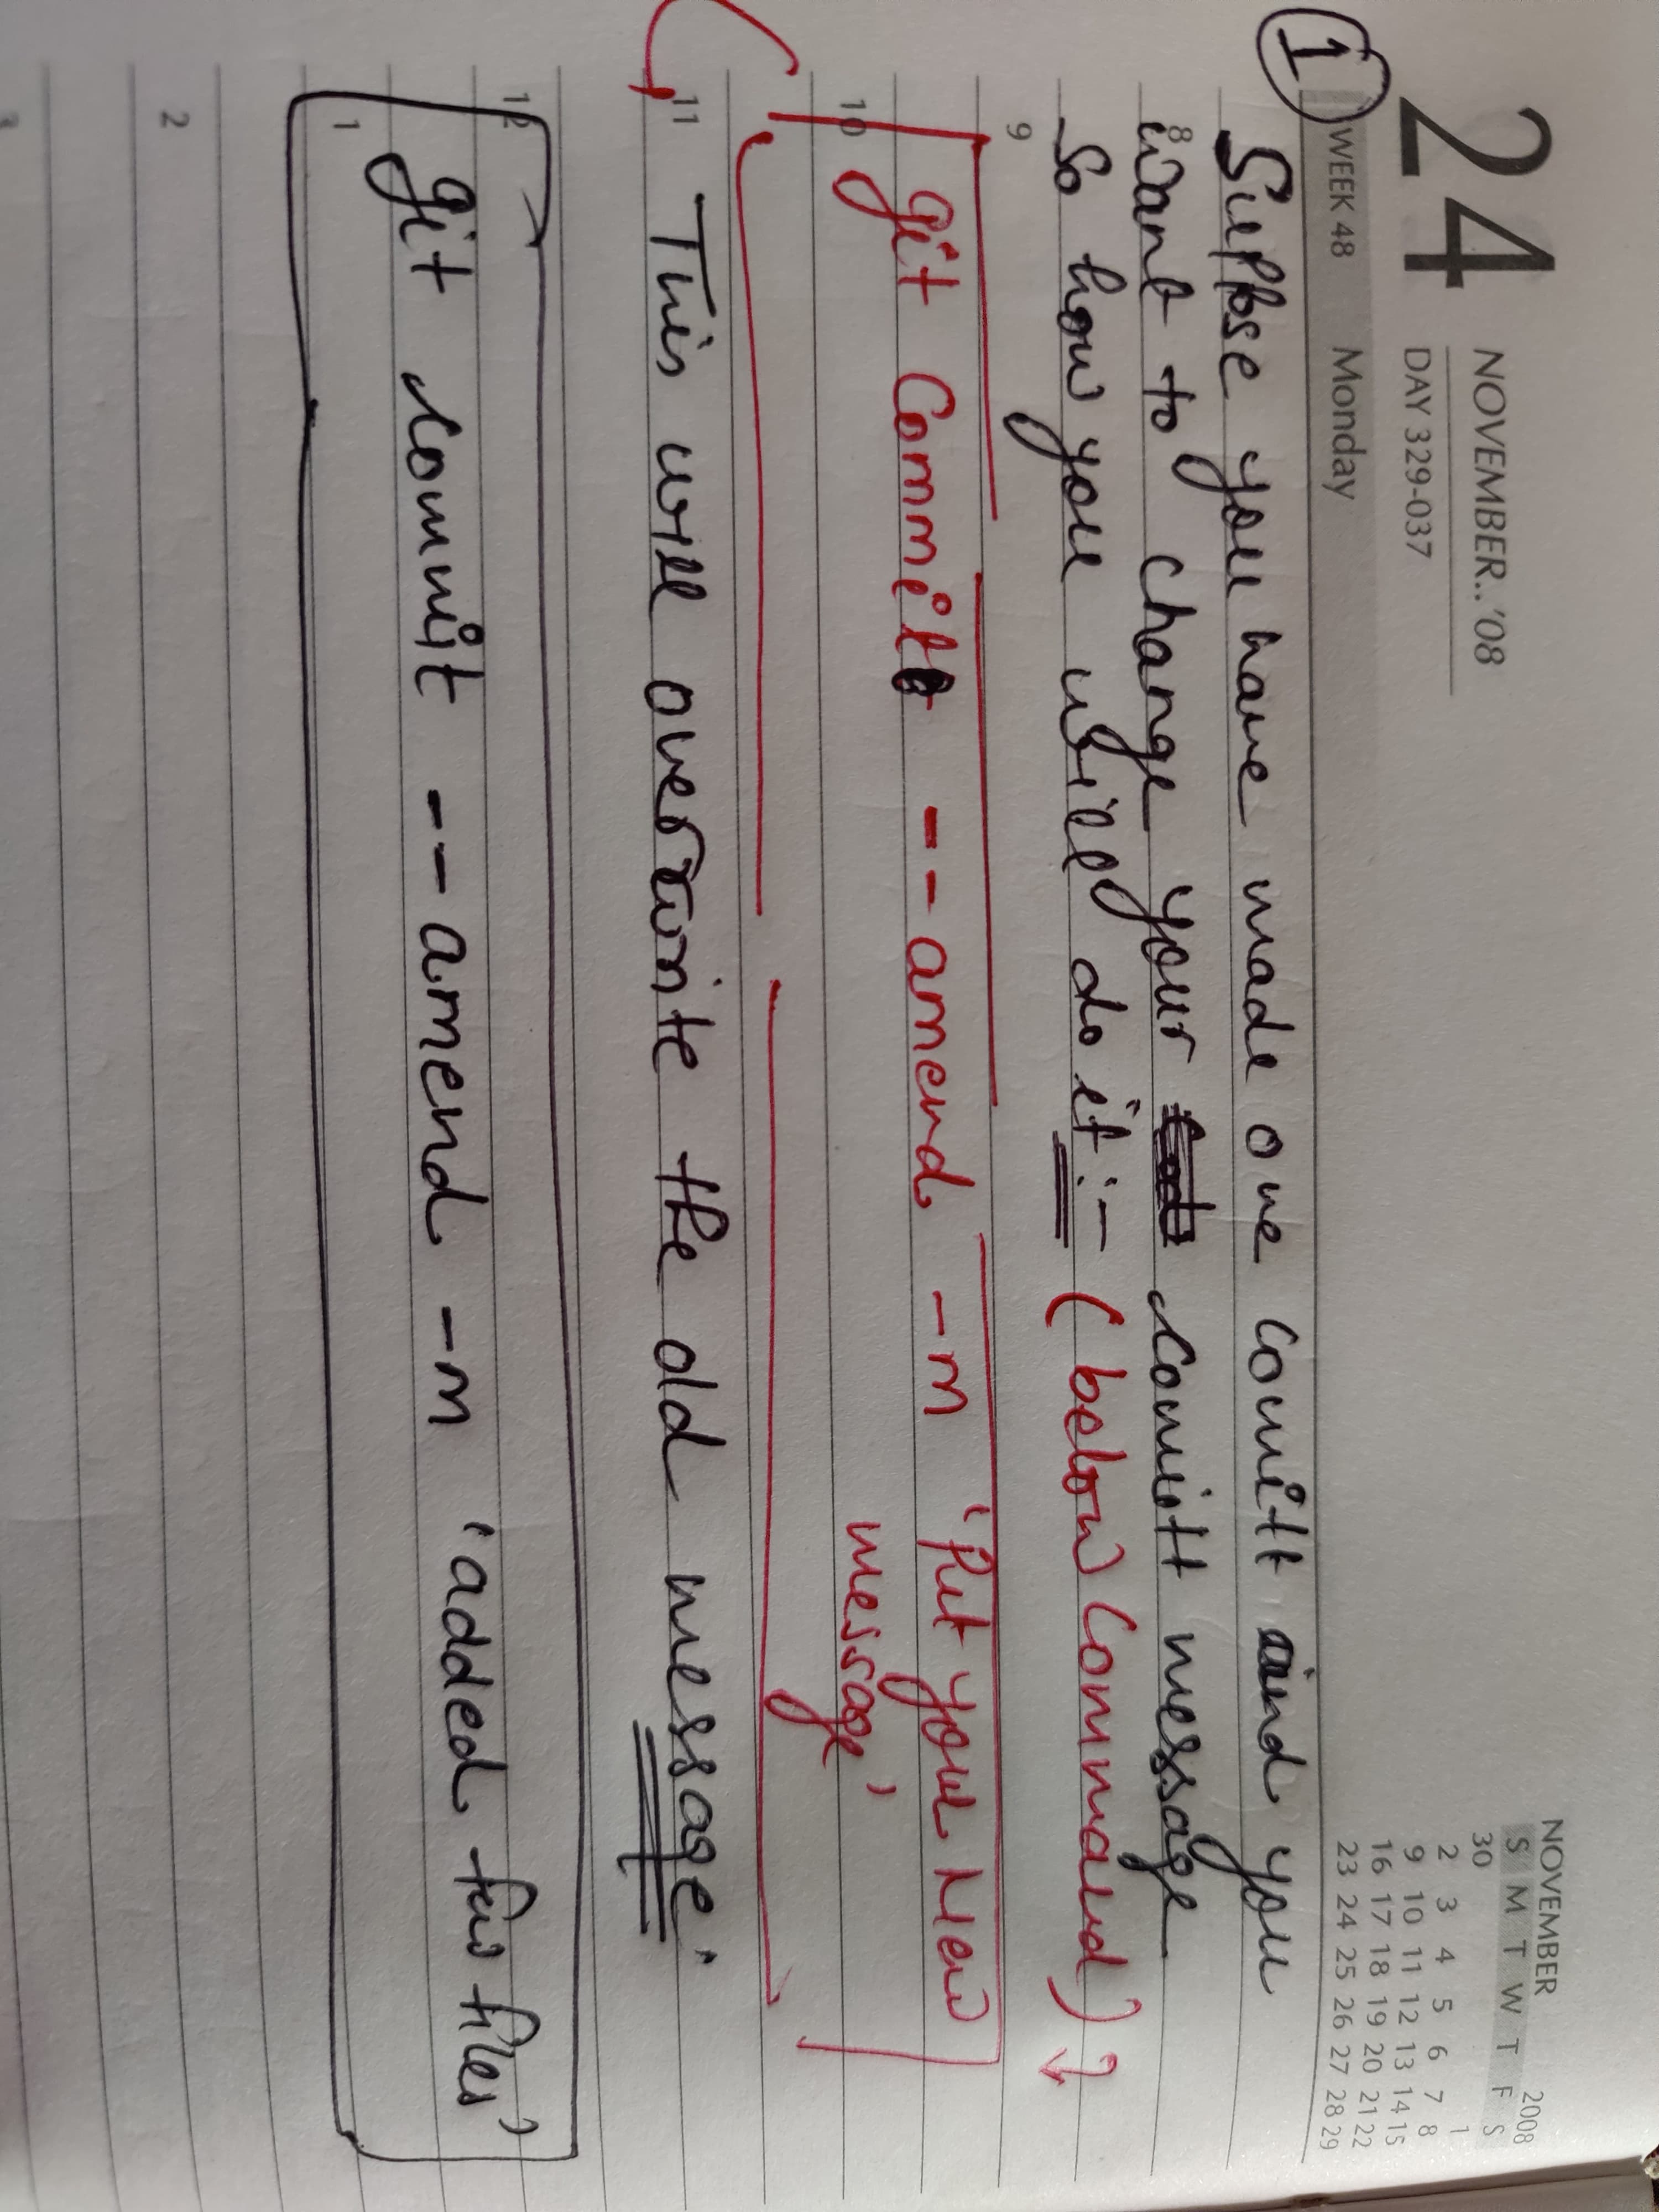 24
NOVEMBER..'08
DAY 329-037
WEEK 48 Monday
NOVEMBER 2008
S M T W T F S
30 1
2 3 4 5 6 7 8
9 10 11 12 13 14 15
16 17 18 19 20 21 22
23 24 25 26 27 28 29
1
Suppose you have made one comitt and you
8 want to change your comitt message
So how you will do it :- (below Command)
9
git Commit --amend -m 'Put your New
10 message'
11 This will overwrite the old message'
12
git commit --amend -m 'added two files'
1
2
3